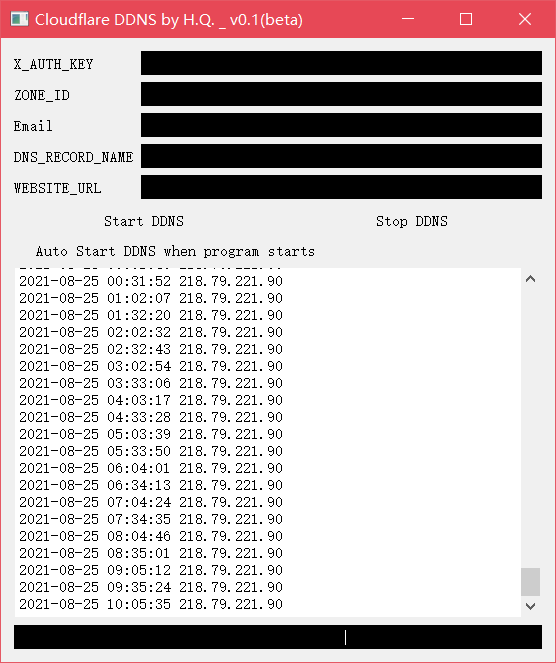 Cloudflare DDNS by H.Q. _ v0.1(beta)
X_AUTH_KEY
ZONE_ID
Email
DNS_RECORD_NAME
WEBSITE_URL
Start DDNS Stop DDNS
Auto Start DDNS when program starts
2021-08-25 00:31:52 218.79.221.90
2021-08-25 01:02:07 218.79.221.90
2021-08-25 01:32:20 218.79.221.90
2021-08-25 02:02:32 218.79.221.90
2021-08-25 02:32:43 218.79.221.90
2021-08-25 03:02:54 218.79.221.90
2021-08-25 03:33:06 218.79.221.90
2021-08-25 04:03:17 218.79.221.90
2021-08-25 04:33:28 218.79.221.90
2021-08-25 05:03:39 218.79.221.90
2021-08-25 05:33:50 218.79.221.90
2021-08-25 06:04:01 218.79.221.90
2021-08-25 06:34:13 218.79.221.90
2021-08-25 07:04:24 218.79.221.90
2021-08-25 07:34:35 218.79.221.90
2021-08-25 08:04:46 218.79.221.90
2021-08-25 08:35:01 218.79.221.90
2021-08-25 09:05:12 218.79.221.90
2021-08-25 09:35:24 218.79.221.90
2021-08-25 10:05:35 218.79.221.90